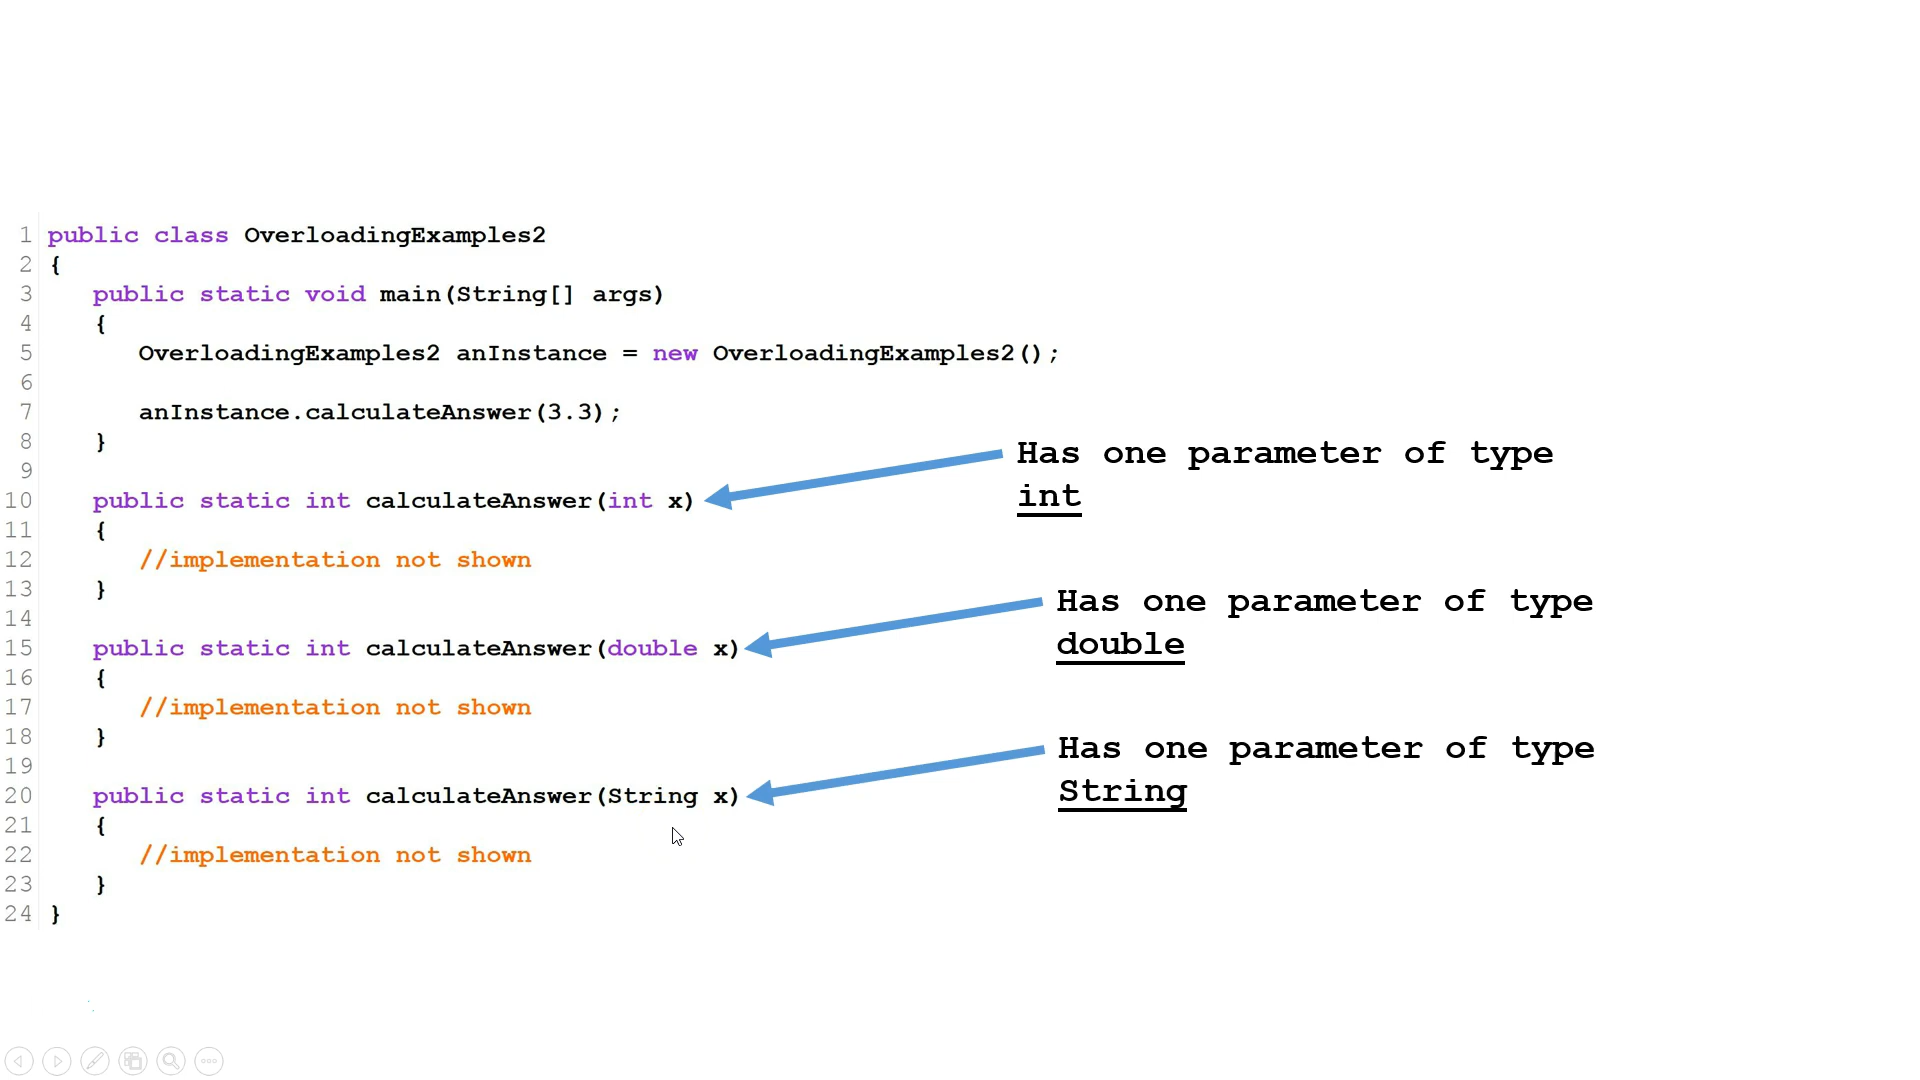 1 public class OverloadingExamples2
2 {
3    public static void main(String[] args)
4    {
5       OverloadingExamples2 anInstance = new OverloadingExamples2();
6
7       anInstance.calculateAnswer(3.3);
8    }
9
10    public static int calculateAnswer(int x)
11    {
12       //implementation not shown
13    }
14
15    public static int calculateAnswer(double x)
16    {
17       //implementation not shown
18    }
19
20    public static int calculateAnswer(String x)
21    {
22       //implementation not shown
23    }
24 }
Has one parameter of type
int
Has one parameter of type
double
Has one parameter of type
String